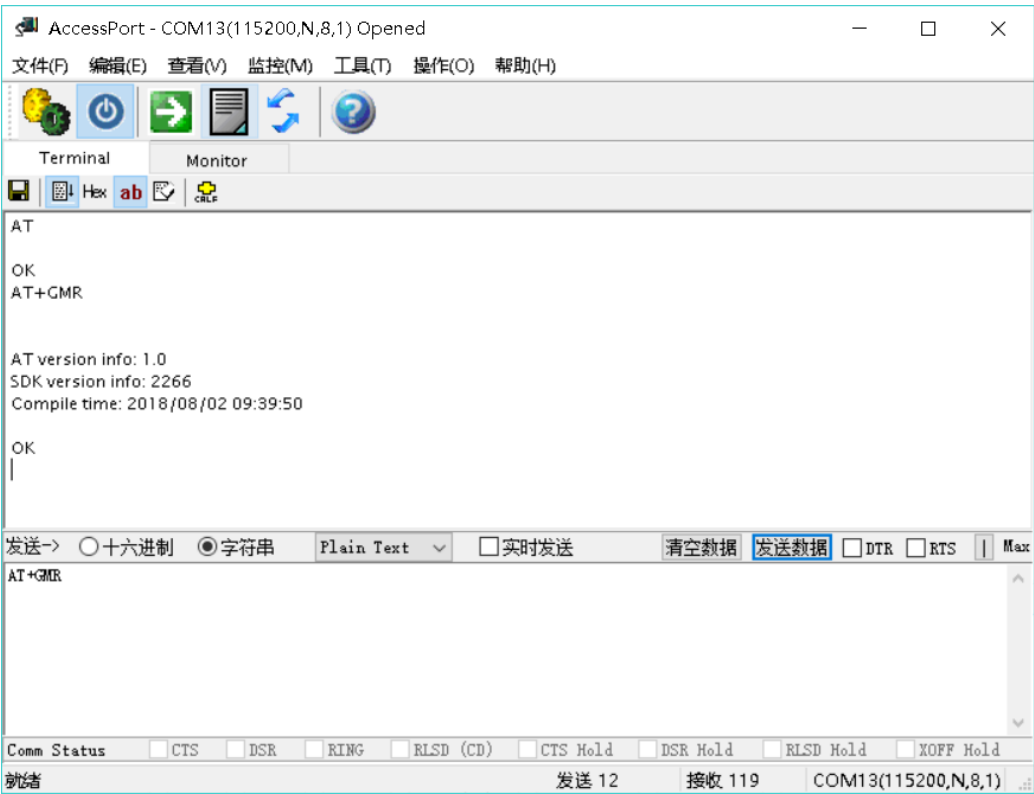 AccessPort - COM13(115200,N,8,1) Opened
文件(F) 编辑(E) 查看(V) 监控(M) 工具(T) 操作(O) 帮助(H)
Terminal Monitor
Hex ab CRLF
AT
OK
AT+GMR
AT version info: 1.0
SDK version info: 2266
Compile time: 2018/08/02 09:39:50
OK
发送-> 十六进制 字符串 Plain Text 实时发送 清空数据 发送数据 DTR RTS | Max
AT+GMR
Comm Status CTS DSR RING RLSD (CD) CTS Hold DSR Hold RLSD Hold XOFF Hold
就绪 发送 12 接收 119 COM13(115200,N,8,1)